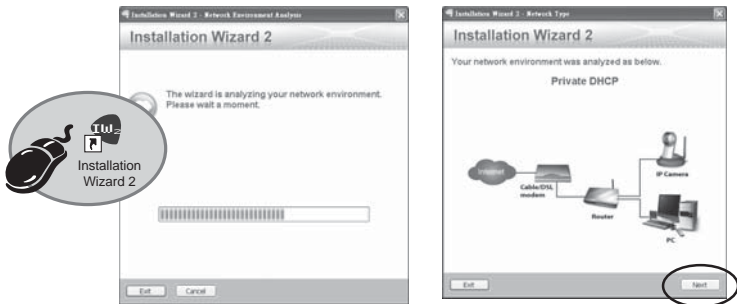 Installation Wizard 2 - Network Environment Analysis
Installation Wizard 2
The wizard is analyzing your network environment.
Please wait a moment.
IW2
Installation
Wizard 2
Exit
Cancel
Installation Wizard 2 - Network Type
Installation Wizard 2
Your network environment was analyzed as below.
Private DHCP
Internet
Cable/DSL
modem
IP Camera
Router
PC
Exit
Next